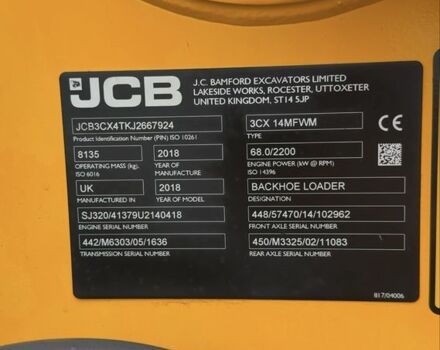 JCB
J.C. BAMFORD EXCAVATORS LIMITED
LAKESIDE WORKS, ROCESTER, UTTOXETER
UNITED KINGDOM, ST14 5JP
JCB3CX4TKJ2667924
Product Identification Number (PIN) ISO 10261
3CX 14MFWM
TYPE
CE
8135
2018
OPERATING MASS (kg).
ISO 6016
YEAR OF
MANUFACTURE
68.0/2200
ENGINE POWER (kW @ RPM)
ISO 14396
UK
2018
MANUFACTURED IN
YEAR OF
CONSTRUCTION
BACKHOE LOADER
DESIGNATION
SJ320/41379U2140418
ENGINE SERIAL NUMBER
448/57470/14/102962
FRONT AXLE SERIAL NUMBER
442/M6303/05/1636
TRANSMISSION SERIAL NUMBER
450/M3325/02/11083
REAR AXLE SERIAL NUMBER
817/04006